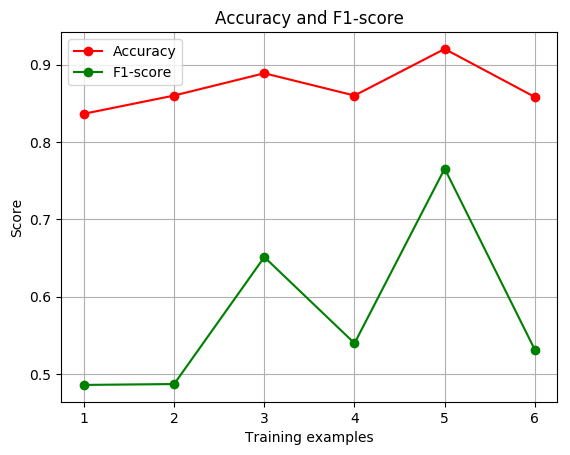 Accuracy and F1-score
Accuracy
F1-score
Score
0.9
0.8
0.7
0.6
0.5
1 2 3 4 5 6
Training examples